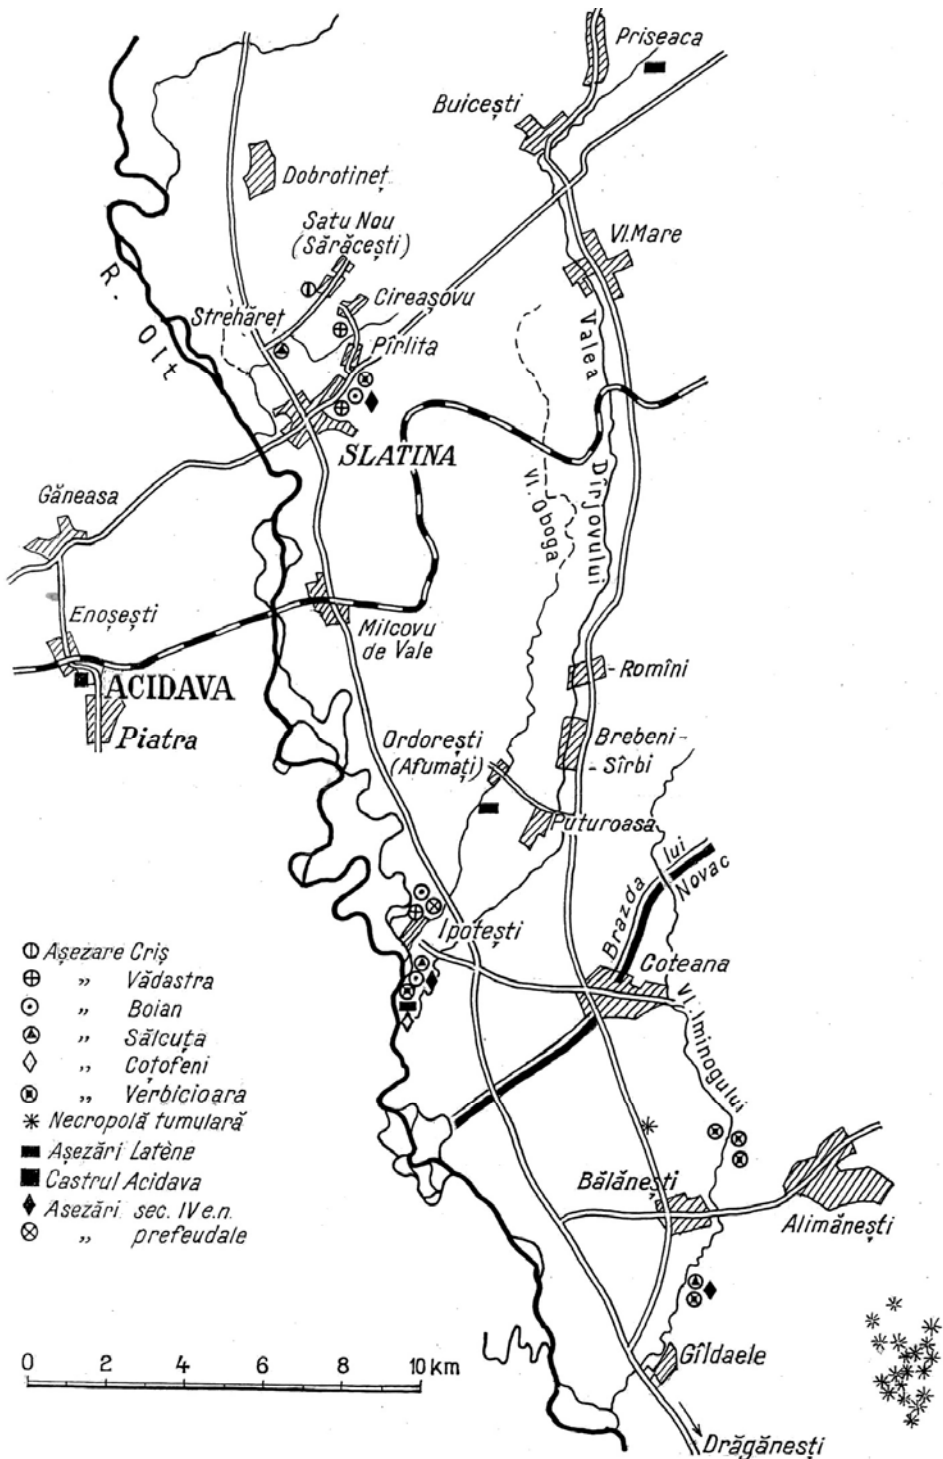 Priseaca
Buicești
Dobrotineț
Satu Nou
(Sărăcești)
Vl. Mare
Cireașovu
Strehăreț
Pîrlita
R. Olt
Valea
Dîrjovului
SLATINA
Vl. Oboga
Găneasa
Enoșești
Milcovu
de Vale
ACIDAVA
Piatra
-Romîni
Ordorești
(Afumați)
Brebeni-
-Sîrbi
Puturoasa
Brazda lui
Novac
Ipotești
Coteana
Vl. Iminogului
Așezare Criș
„ Vădastra
„ Boian
„ Sălcuța
„ Coțofeni
„ Verbicioara
Necropolă tumulară
Așezări Latène
Castrul Acidava
Așezări sec. IV e.n.
„ prefeudale
Bălănești
Alimănești
0 2 4 6 8 10 km
Gîldaele
Drăgănești